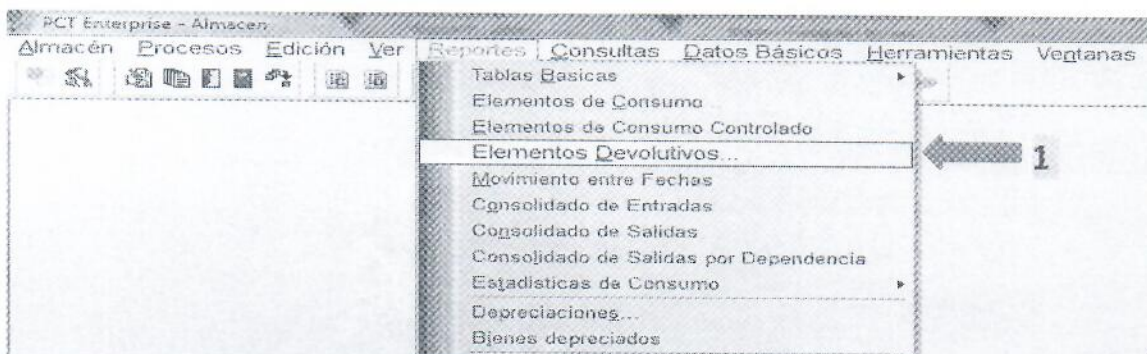 PCT Enterprise - Almacen
Almacén Procesos Edición Ver Reportes Consultas Datos Básicos Herramientas Ventanas
Tablas Basicas
Elementos de Consumo
Elementos de Consumo Controlado
Elementos Devolutivos...
1
Movimiento entre Fechas
Consolidado de Entradas
Consolidado de Salidas
Consolidado de Salidas por Dependencia
Estadisticas de Consumo
Depreciaciones...
Bienes depreciados